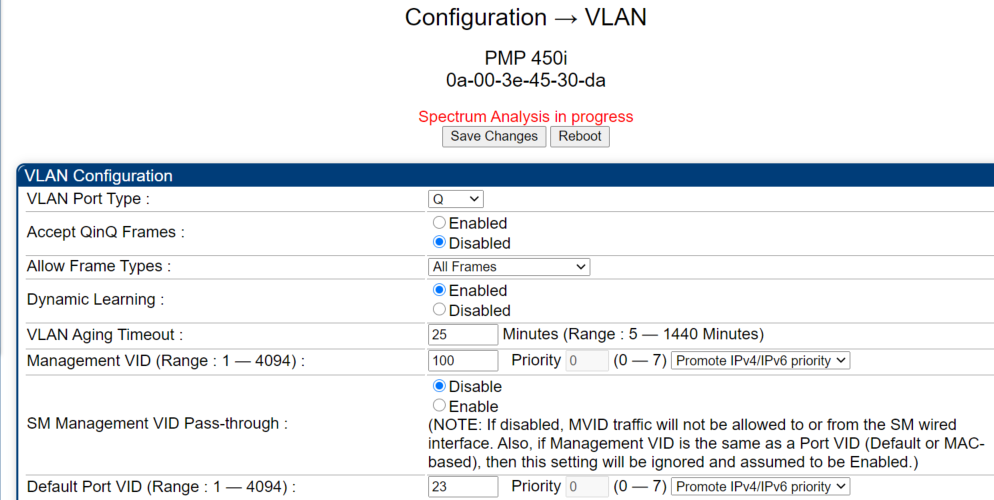 Configuration → VLAN
PMP 450i
0a-00-3e-45-30-da
Spectrum Analysis in progress
Save Changes Reboot
VLAN Configuration
VLAN Port Type : Q
Accept QinQ Frames : Enabled
Disabled
Allow Frame Types : All Frames
Dynamic Learning : Enabled
Disabled
VLAN Aging Timeout : 25 Minutes (Range : 5 — 1440 Minutes)
Management VID (Range : 1 — 4094) : 100 Priority 0 (0 — 7) Promote IPv4/IPv6 priority
SM Management VID Pass-through : Disable
Enable
(NOTE: If disabled, MVID traffic will not be allowed to or from the SM wired
interface. Also, if Management VID is the same as a Port VID (Default or MAC-
based), then this setting will be ignored and assumed to be Enabled.)
Default Port VID (Range : 1 — 4094) : 23 Priority 0 (0 — 7) Promote IPv4/IPv6 priority